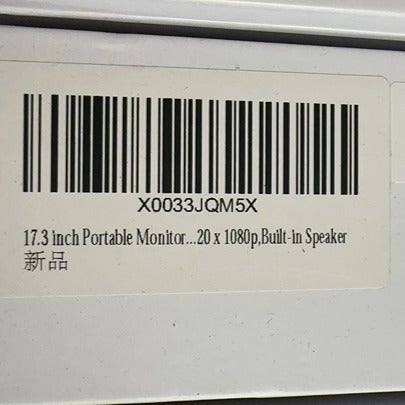 X0033JQM5X
17.3 inch Portable Monitor...20 x 1080p,Built-in Speaker
新品